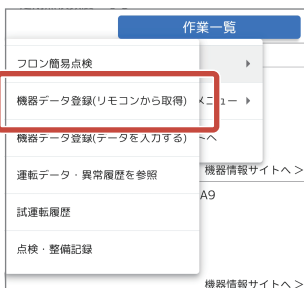 作業一覧
フロン簡易点検
機器データ登録(リモコンから取得)
メニュー
機器データ登録(データを入力する)
へ
運転データ・異常履歴を参照
機器情報サイトへ >
A9
試運転履歴
点検・整備記録
機器情報サイトへ >